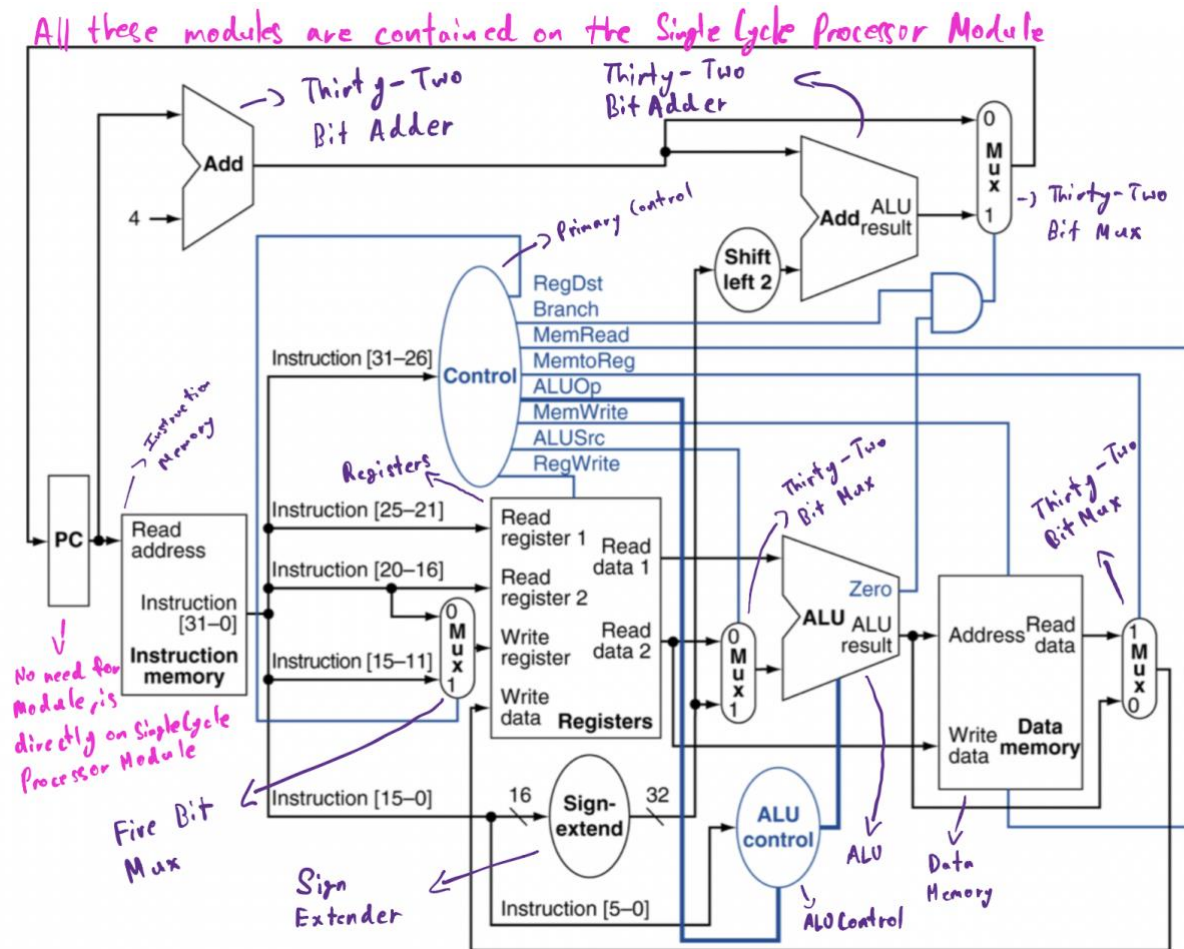 All these modules are contained on the Single Cycle Processor Module
Thirty-Two
Bit Adder
Add
4
Thirty-Two
Bit Adder
Add
ALU
result
Shift
left 2
0
M
u
x
1
Thirty-Two
Bit Mux
Primary Control
Control
RegDst
Branch
MemRead
MemtoReg
ALUOp
MemWrite
ALUSrc
RegWrite
Instruction [31–26]
Instruction [25–21]
Instruction [20–16]
Instruction [15–11]
Instruction [15–0]
Instruction [5–0]
PC
No need for
module, is
directly on SingleCycle
Processor Module
Instruction
Memory
Read
address
Instruction
[31–0]
Instruction
memory
0
M
u
x
1
Five Bit
Mux
Registers
Read
register 1
Read
register 2
Write
register
Write
data
Read
data 1
Read
data 2
Registers
16
Sign-
extend
32
Sign
Extender
Thirty-Two
Bit Mux
0
M
u
x
1
Zero
ALU
ALU
result
ALU
ALU
control
ALU Control
Address
Read
data
Write
data
Data
memory
Data
Memory
Thirty-Two
Bit Mux
1
M
u
x
0